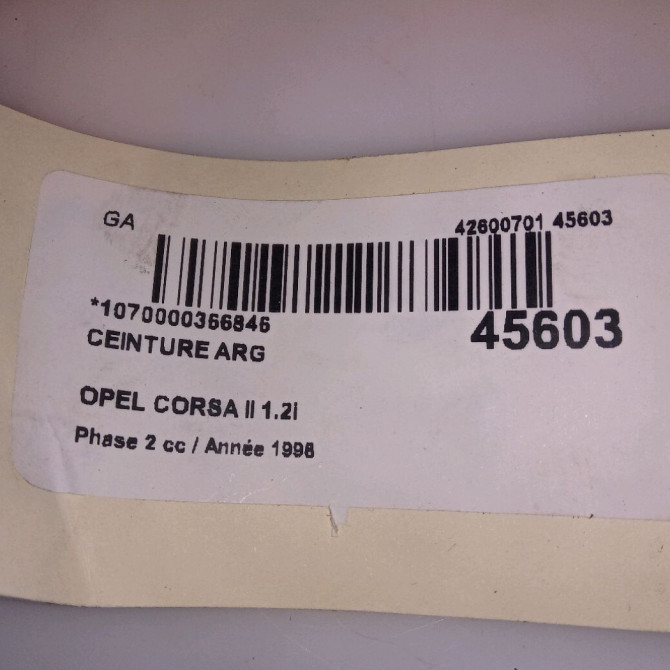 GA
42600701 45603
*1070000366846
45603
CEINTURE ARG
OPEL CORSA II 1.2i
Phase 2 cc / Année 1998